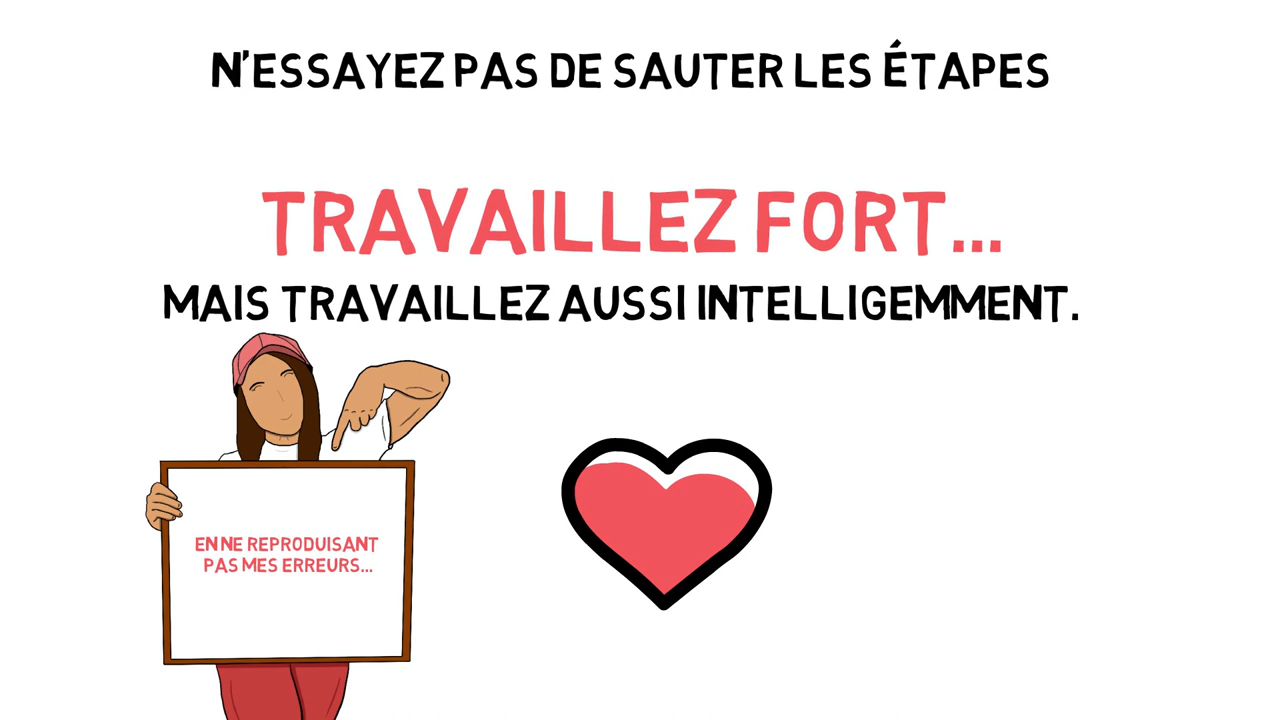 N'ESSAYEZ PAS DE SAUTER LES ÉTAPES
TRAVAILLEZ FORT...
MAIS TRAVAILLEZ AUSSI INTELLIGEMMENT.
EN NE REPRODUISANT
PAS MES ERREURS...